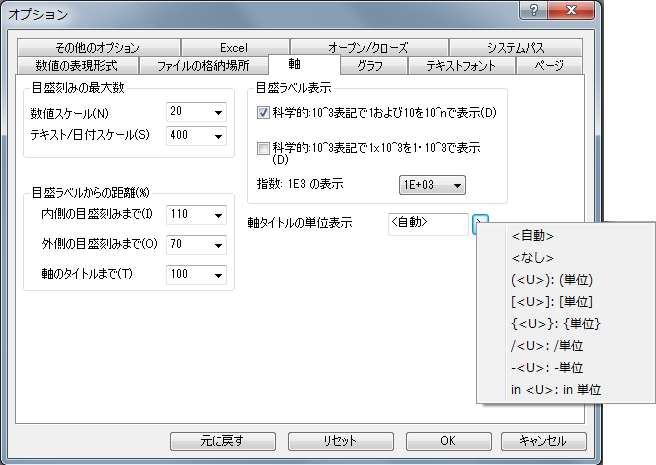 オプション
その他のオプション
Excel
オープン/クローズ
システムパス
数値の表現形式
ファイルの格納場所
軸
グラフ
テキストフォント
ページ
目盛刻みの最大数
数値スケール(N)
20
テキスト/日付スケール(S)
400
目盛ラベルからの距離(%)
内側の目盛刻みまで(I)
110
外側の目盛刻みまで(O)
70
軸のタイトルまで(T)
100
目盛ラベル表示
科学的:10^3表記で1および10を10^nで表示(D)
科学的:10^3表記で1x10^3を1・10^3で表示
(D)
指数: 1E3 の表示
1E+03
軸タイトルの単位表示
<自動>
>
<自動>
<なし>
(<U>): (単位)
[<U>]: [単位]
{<U>}: {単位}
/<U>: /単位
-<U>: -単位
in <U>: in 単位
元に戻す
リセット
OK
キャンセル